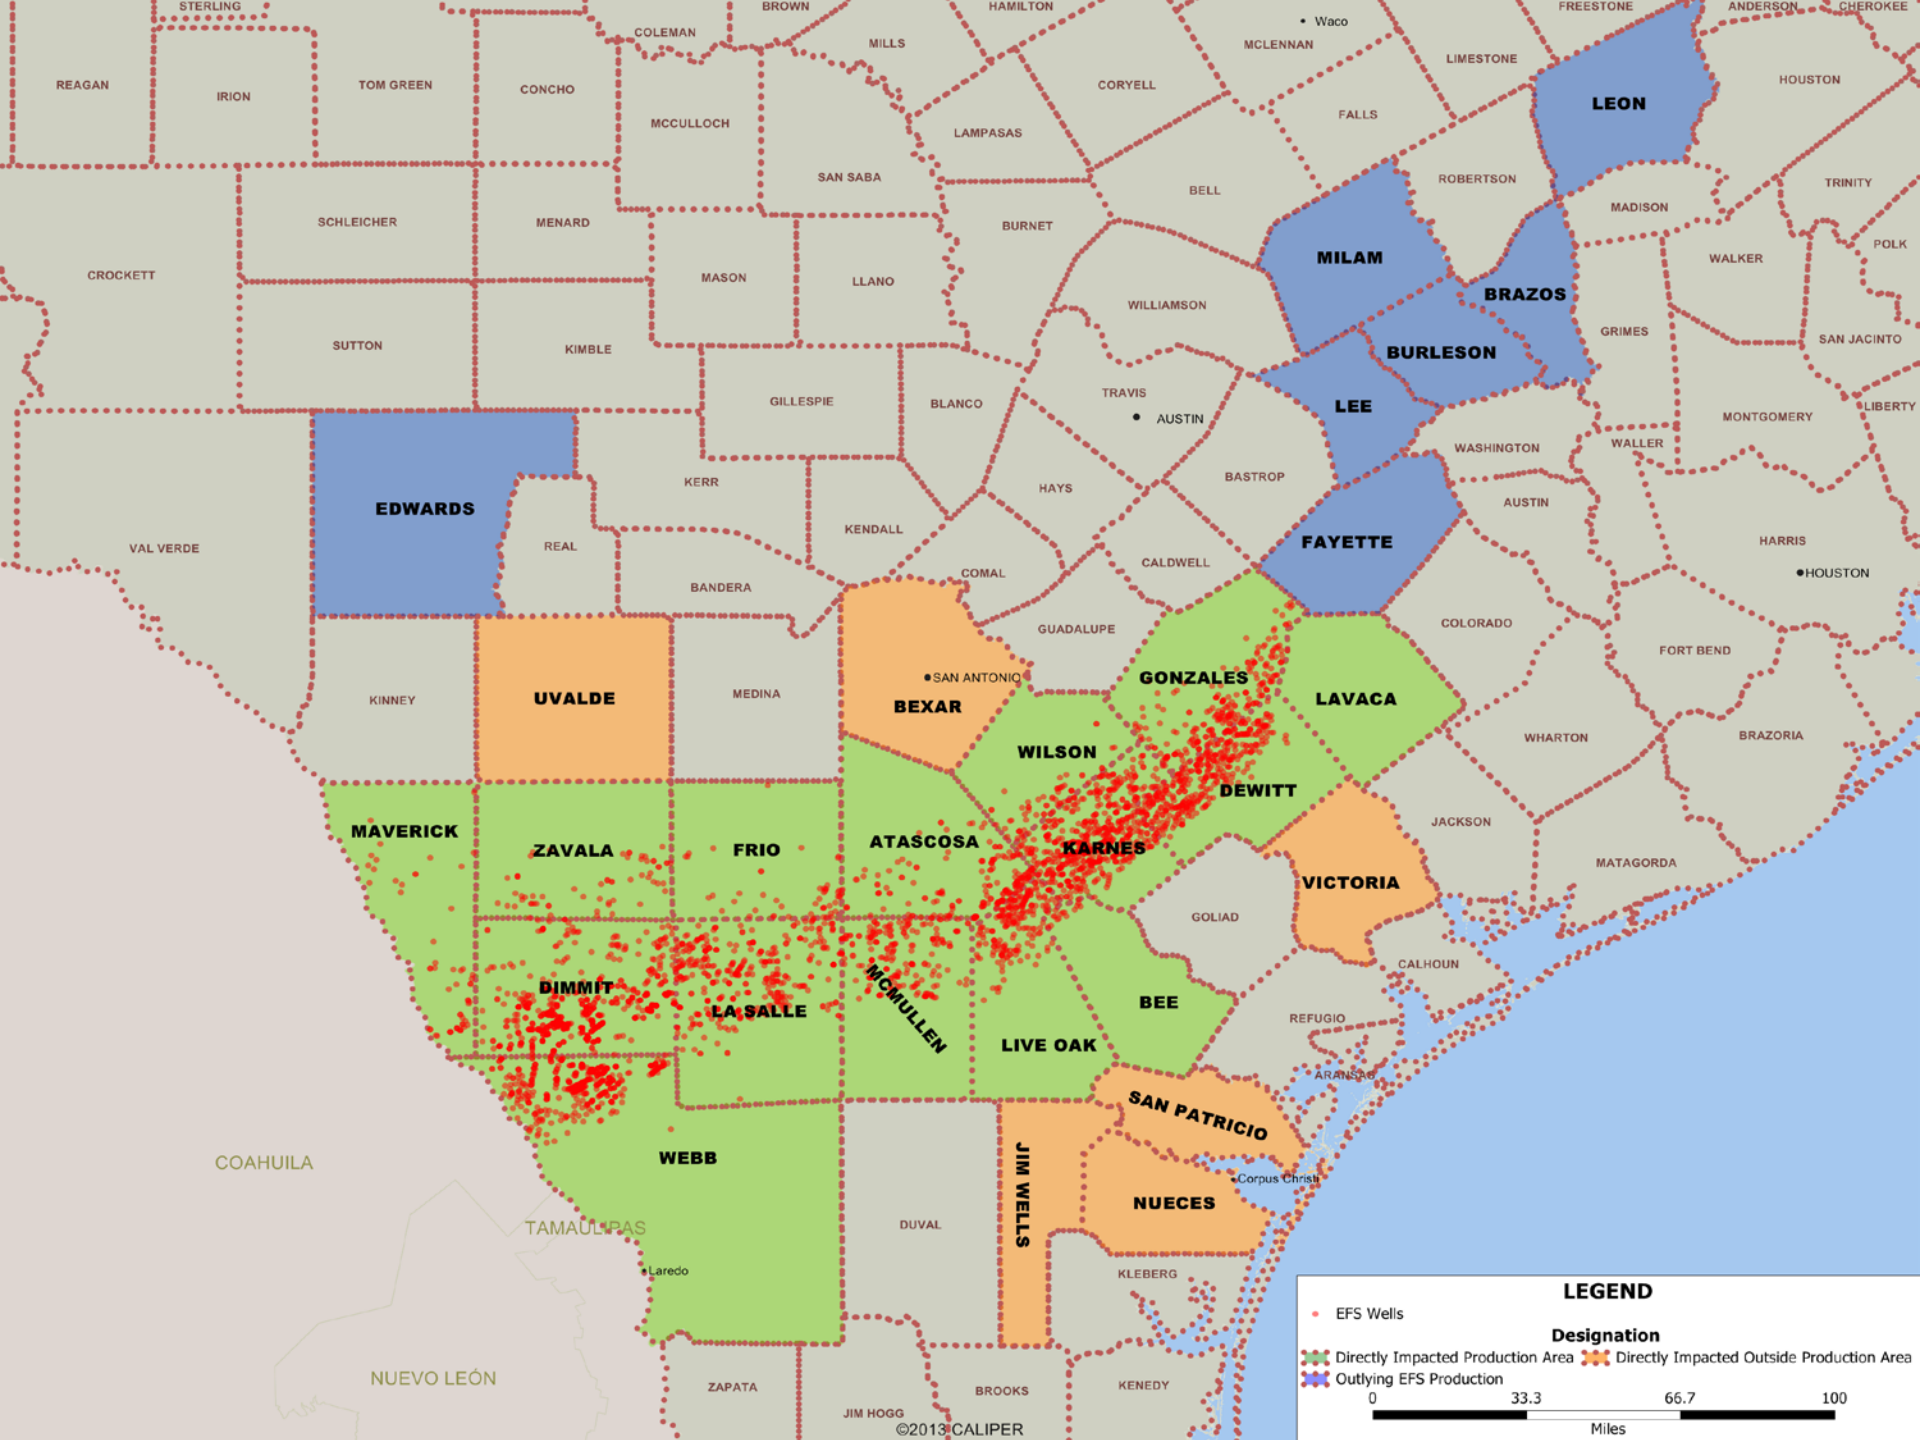 STERLING
BROWN
HAMILTON
FREESTONE
ANDERSON
CHEROKEE
Waco
COLEMAN
MILLS
MCLENNAN
LIMESTONE
REAGAN
IRION
TOM GREEN
CONCHO
CORYELL
HOUSTON
LEON
MCCULLOCH
LAMPASAS
FALLS
SAN SABA
BELL
ROBERTSON
TRINITY
SCHLEICHER
MENARD
BURNET
MADISON
POLK
CROCKETT
MASON
LLANO
MILAM
WALKER
WILLIAMSON
BRAZOS
SUTTON
KIMBLE
BURLESON
GRIMES
SAN JACINTO
GILLESPIE
BLANCO
TRAVIS
AUSTIN
LEE
MONTGOMERY
LIBERTY
WASHINGTON
WALLER
EDWARDS
KERR
HAYS
BASTROP
AUSTIN
VAL VERDE
REAL
KENDALL
FAYETTE
HARRIS
HOUSTON
BANDERA
COMAL
CALDWELL
GUADALUPE
COLORADO
FORT BEND
KINNEY
UVALDE
MEDINA
SAN ANTONIO
BEXAR
GONZALES
LAVACA
WILSON
WHARTON
BRAZORIA
DEWITT
MAVERICK
ZAVALA
FRIO
ATASCOSA
KARNES
JACKSON
MATAGORDA
VICTORIA
GOLIAD
CALHOUN
DIMMIT
LA SALLE
MCMULLEN
LIVE OAK
BEE
REFUGIO
ARANSAS
SAN PATRICIO
COAHUILA
WEBB
JIM WELLS
Corpus Christi
NUECES
TAMAULIPAS
DUVAL
Laredo
KLEBERG
NUEVO LEÓN
ZAPATA
JIM HOGG
BROOKS
KENEDY
©2013 CALIPER
LEGEND
EFS Wells
Designation
Directly Impacted Production Area
Directly Impacted Outside Production Area
Outlying EFS Production
0 33.3 66.7 100
Miles